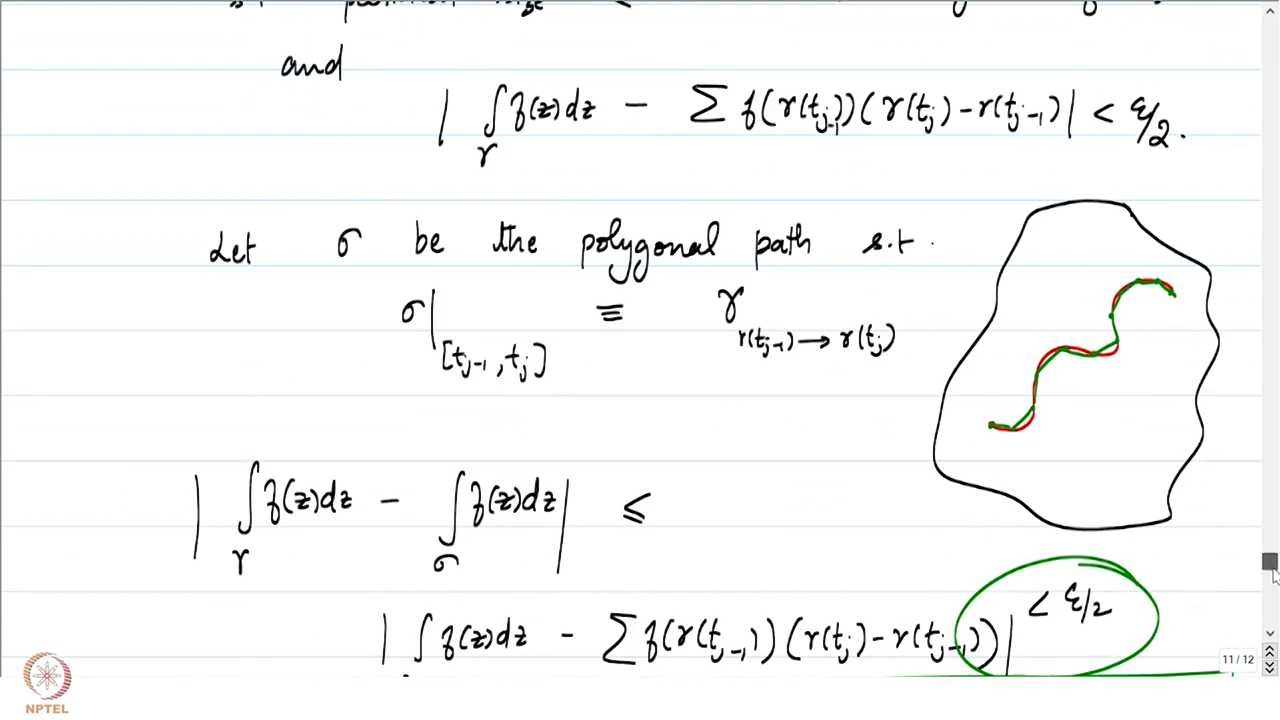 and
| ∫_γ f(z)dz − Σ f(γ(t_{j-1}))(γ(t_j) − γ(t_{j-1}) | < ε/2.
Let σ be the polygonal path s.t.
σ|_{[t_{j-1}, t_j]} ≡ γ_{γ(t_{j-1}) → γ(t_j)}
| ∫_γ f(z)dz − ∫_σ f(z)dz | ≤
| ∫ f(z)dz − Σ f(γ(t_{j-1}))(γ(t_j) − γ(t_{j-1})) | < ε/2
11 / 12
NPTEL